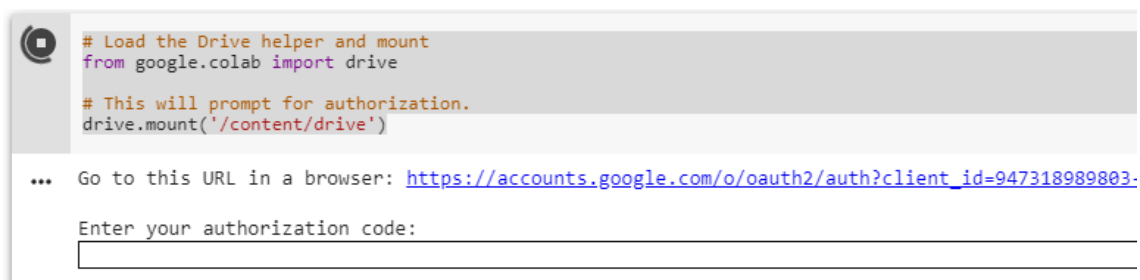 # Load the Drive helper and mount
from google.colab import drive
# This will prompt for authorization.
drive.mount('/content/drive')
Go to this URL in a browser: https://accounts.google.com/o/oauth2/auth?client_id=947318989803-
Enter your authorization code: